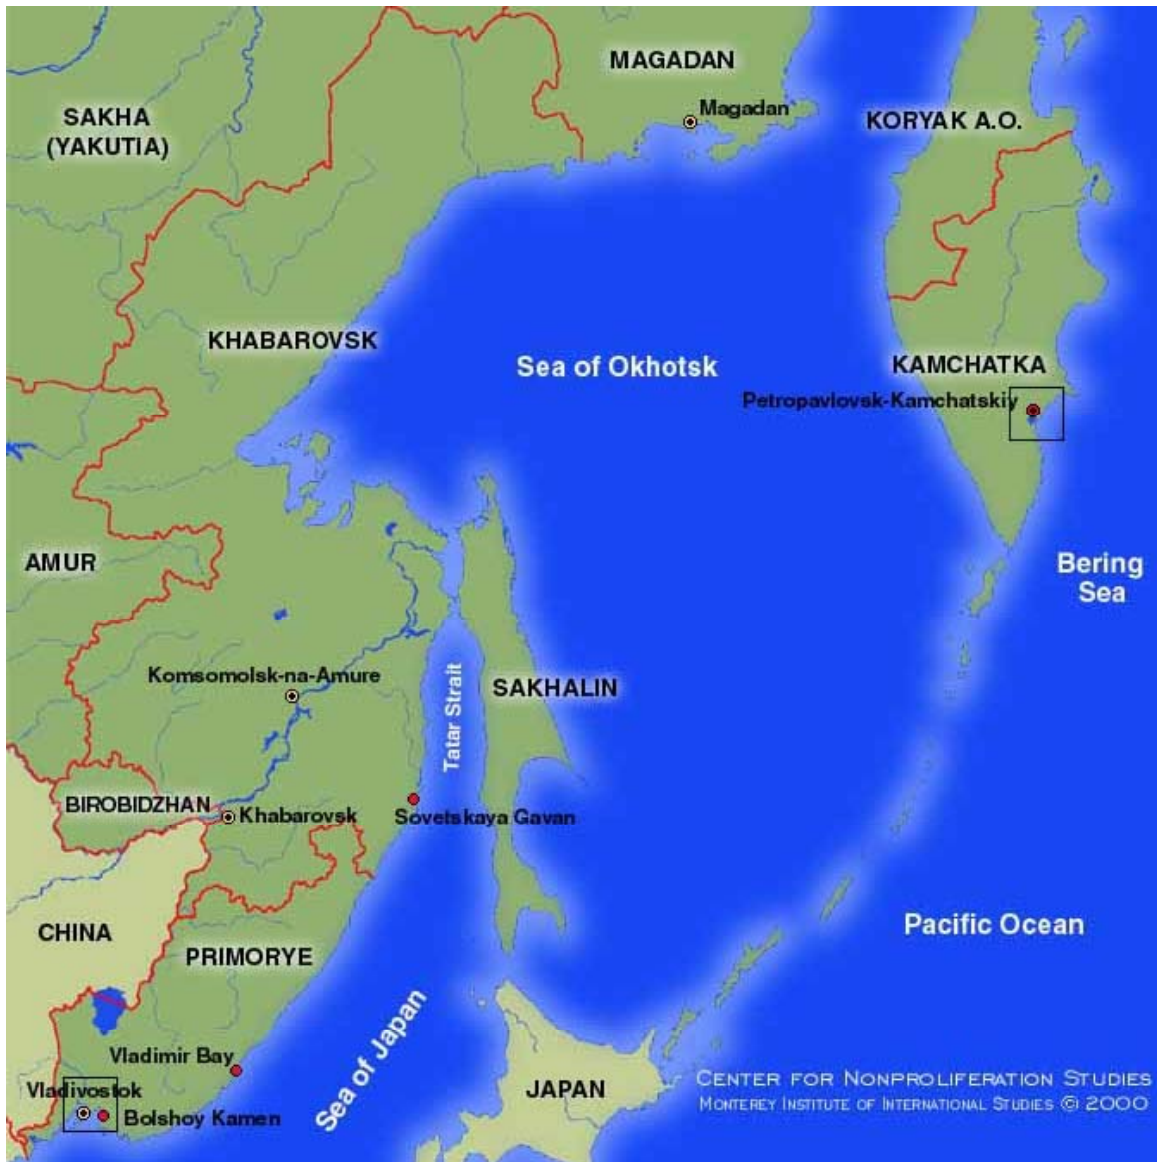 MAGADAN
Magadan
SAKHA
(YAKUTIA)
KORYAK A.O.
KHABAROVSK
Sea of Okhotsk
KAMCHATKA
Petropavlovsk-Kamchatskiy
AMUR
Bering
Sea
Komsomolsk-na-Amure
Tatar Strait
SAKHALIN
BIROBIDZHAN
Khabarovsk
Sovetskaya Gavan
CHINA
PRIMORYE
Pacific Ocean
Sea of Japan
Vladimir Bay
Vladivostok
Bolshoy Kamen
JAPAN
CENTER FOR NONPROLIFERATION STUDIES
MONTEREY INSTITUTE OF INTERNATIONAL STUDIES © 2000